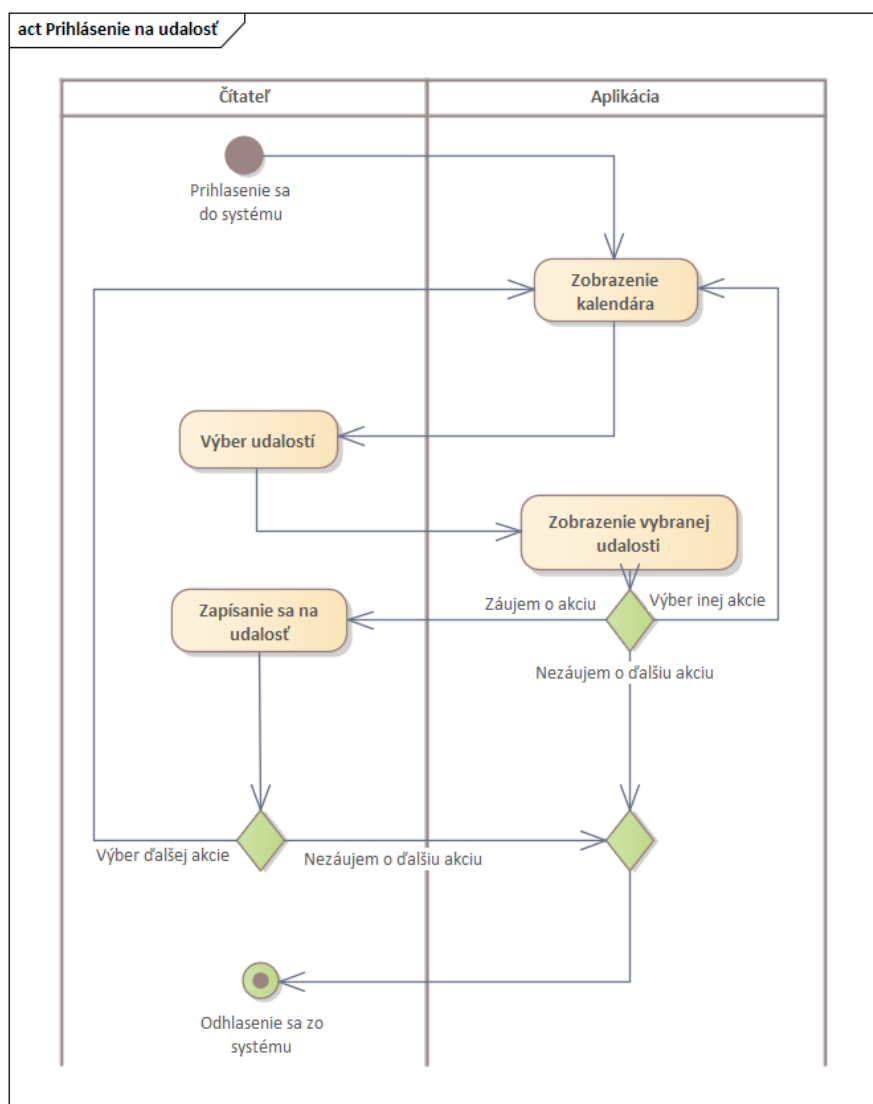 act Prihlásenie na udalosť
Čítateľ
Aplikácia
Prihlasenie sa
do systému
Zobrazenie
kalendára
Výber udalostí
Zobrazenie vybranej
udalosti
Zapísanie sa na
udalosť
Záujem o akciu
Výber inej akcie
Nezáujem o ďalšiu akciu
Výber ďalšej akcie
Nezáujem o ďalšiu akciu
Odhlasenie sa zo
systému